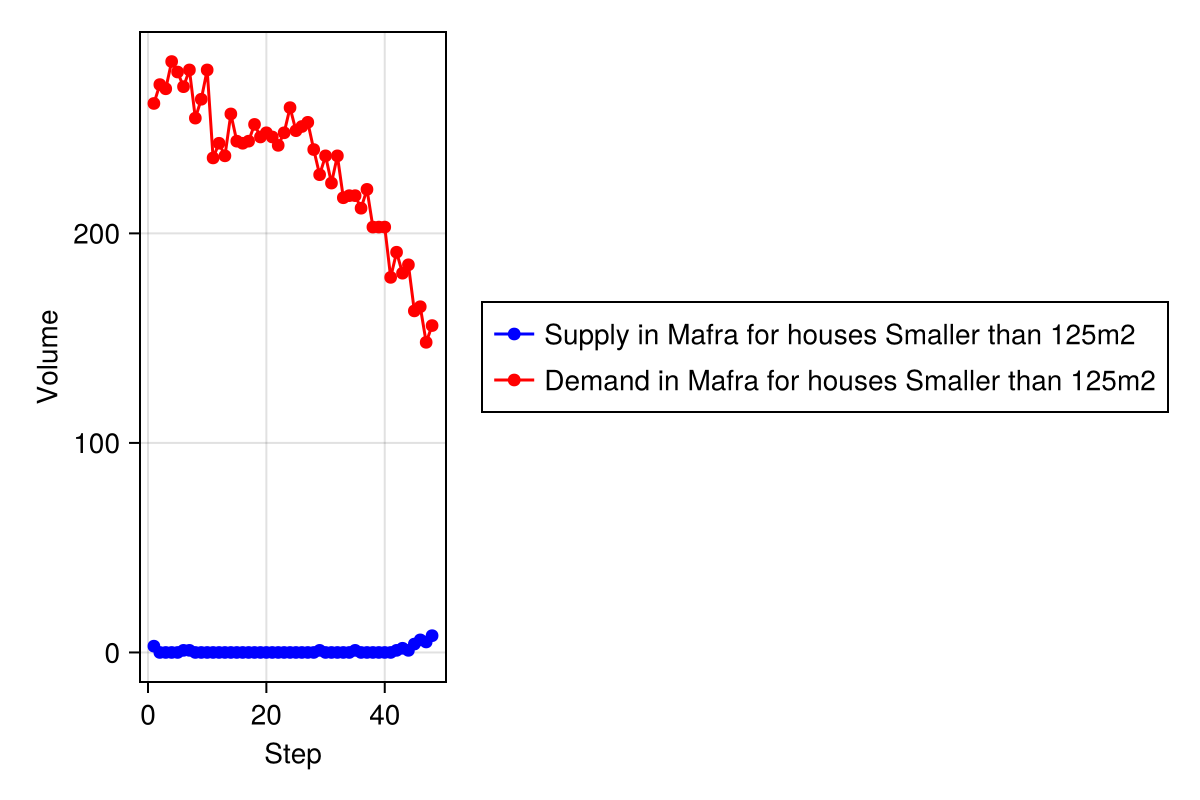 200
100
0
Volume
0 20 40
Step
Supply in Mafra for houses Smaller than 125m2
Demand in Mafra for houses Smaller than 125m2